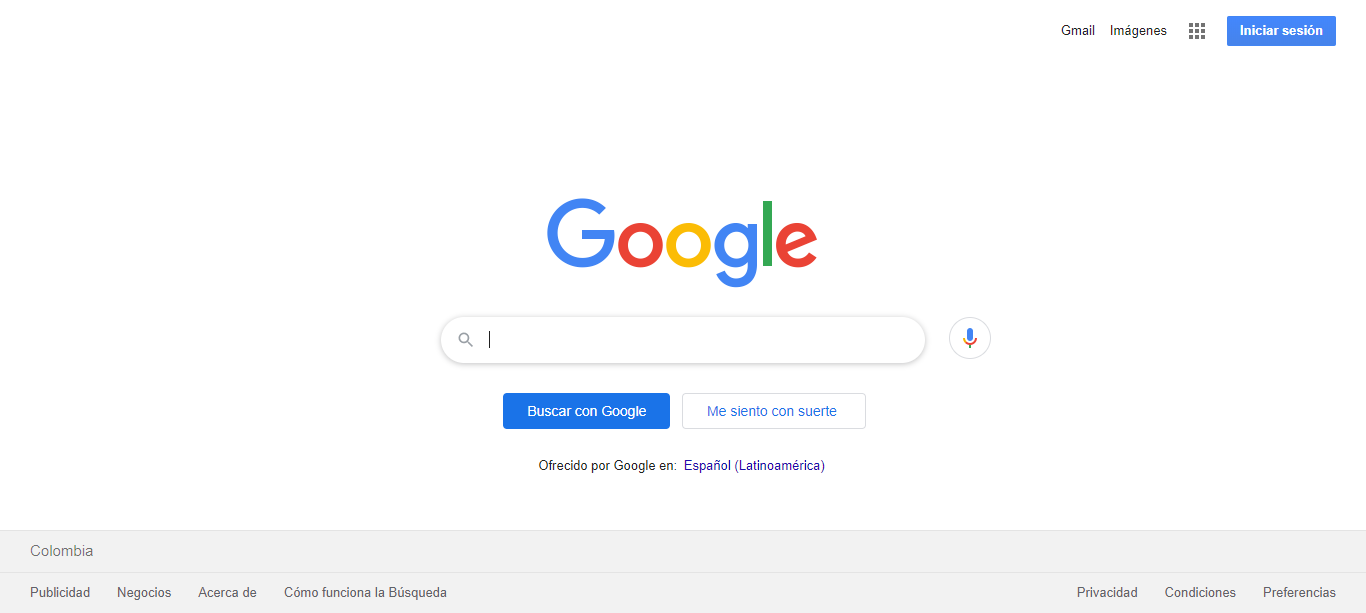 Gmail Imágenes Iniciar sesión
Google
Buscar con Google Me siento con suerte
Ofrecido por Google en: Español (Latinoamérica)
Colombia
Publicidad Negocios Acerca de Cómo funciona la Búsqueda Privacidad Condiciones Preferencias